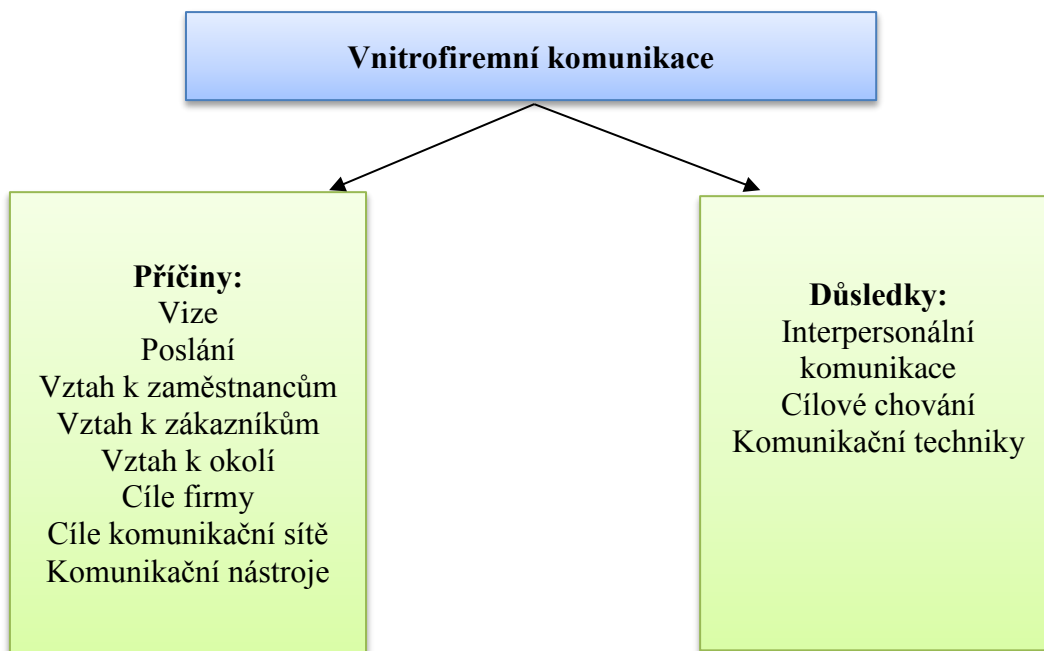 Vnitrofiremní komunikace
Příčiny:
Vize
Poslání
Vztah k zaměstnancům
Vztah k zákazníkům
Vztah k okolí
Cíle firmy
Cíle komunikační sítě
Komunikační nástroje
Důsledky:
Interpersonální
komunikace
Cílové chování
Komunikační techniky